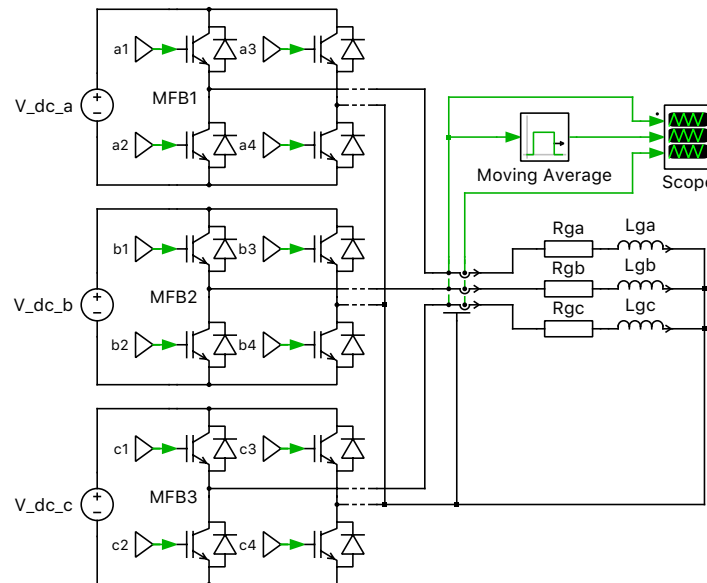 a1
a3
V_dc_a
MFB1
a2
a4
Moving Average
Scope
b1
b3
V_dc_b
MFB2
b2
b4
Rga
Lga
Rgb
Lgb
Rgc
Lgc
c1
c3
V_dc_c
MFB3
c2
c4